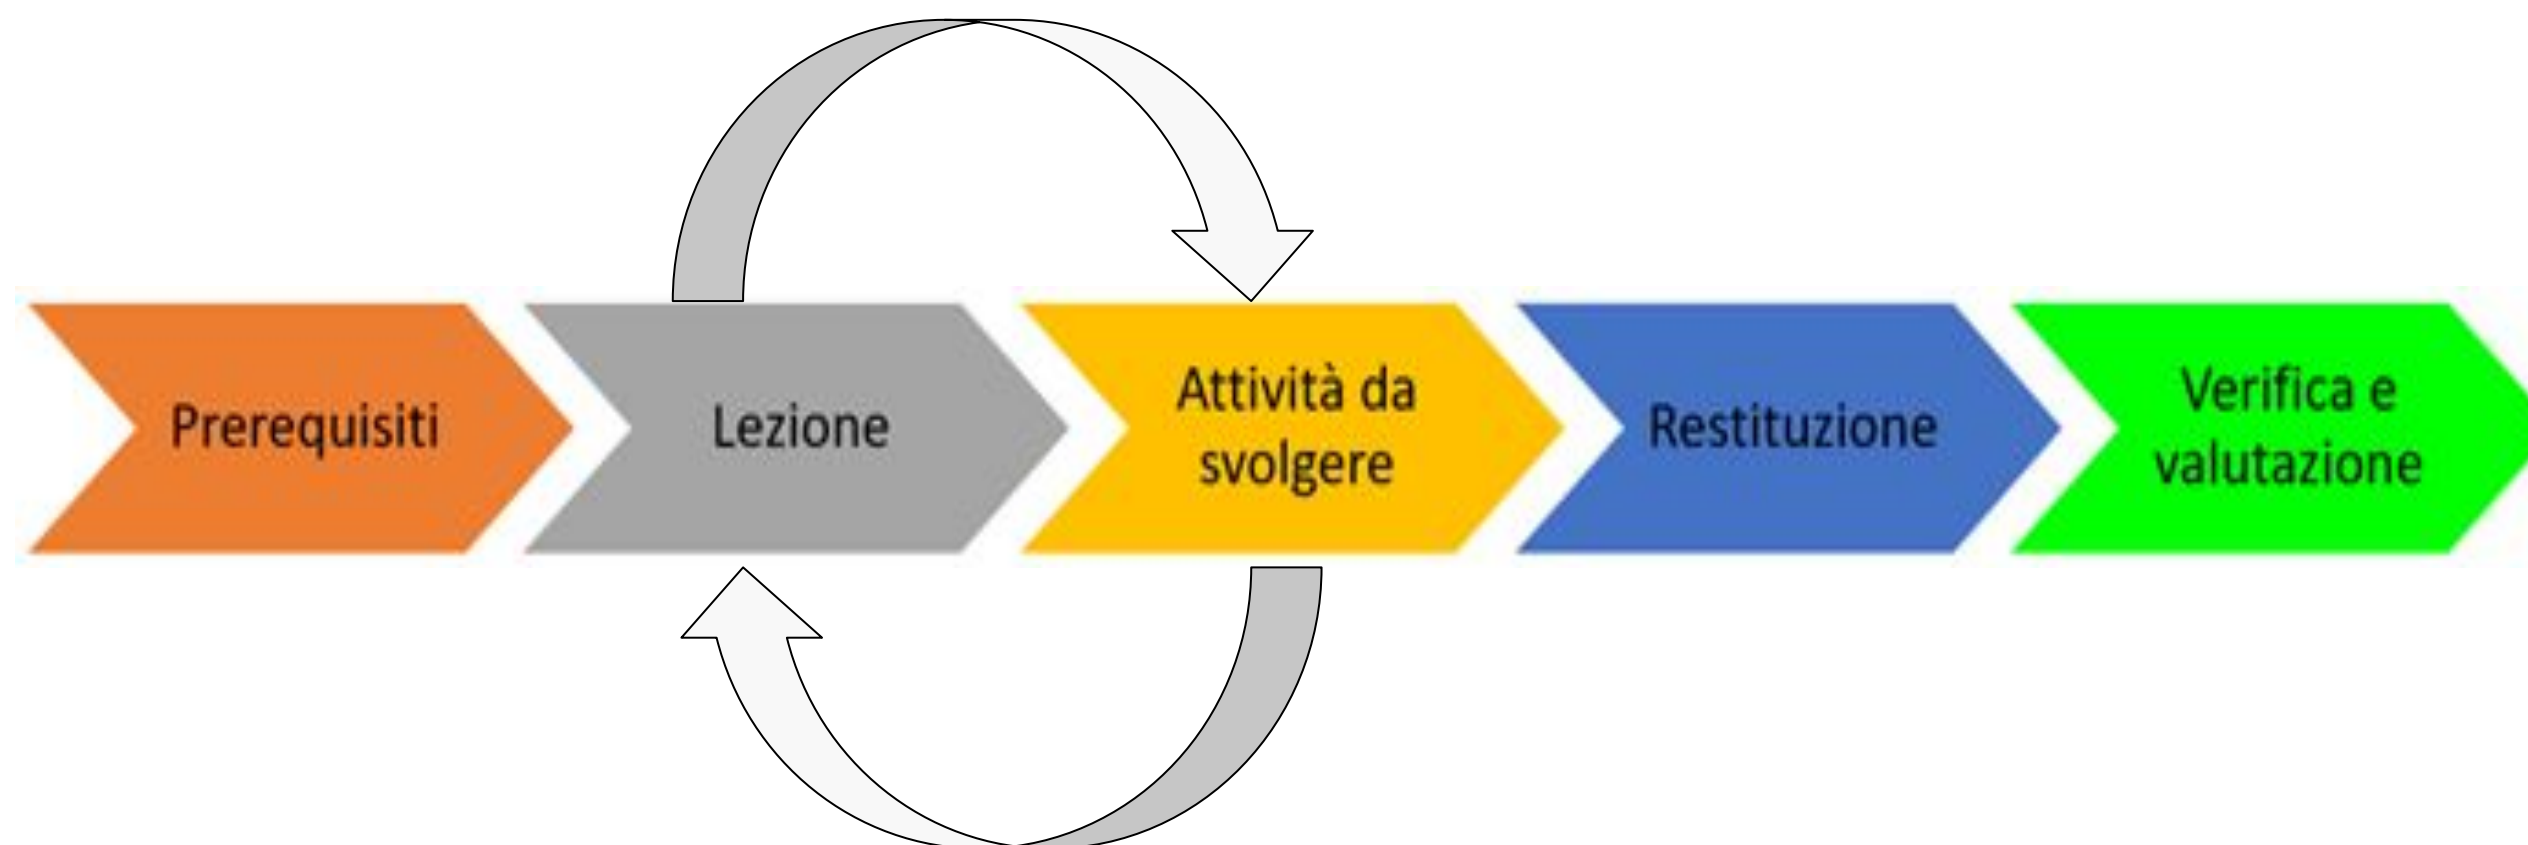 Prerequisiti
Lezione
Attività da
svolgere
Restituzione
Verifica e
valutazione